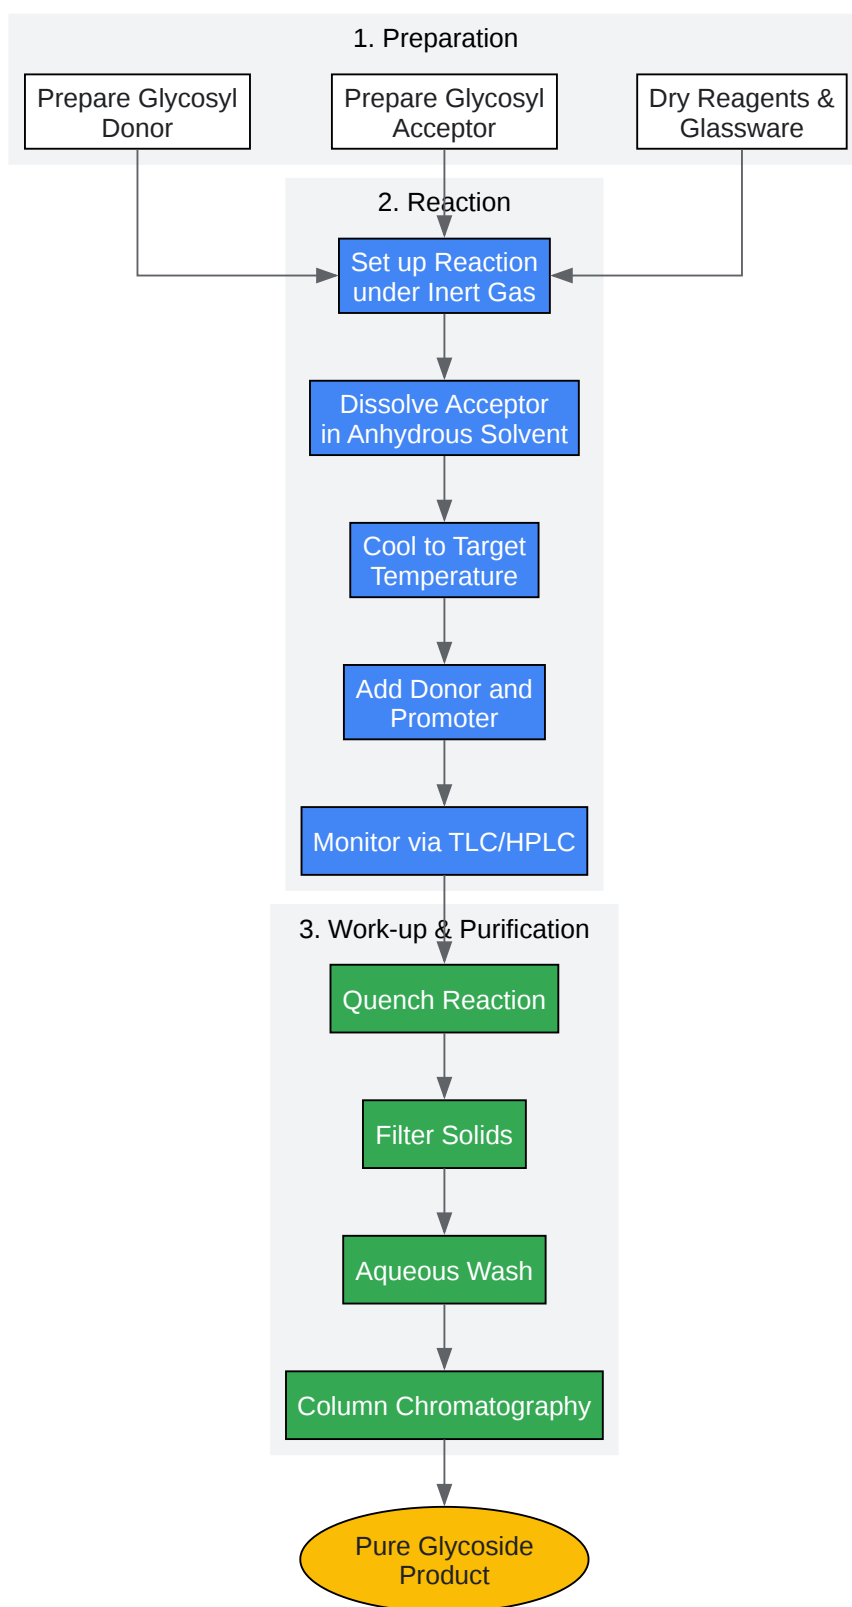 1. Preparation
Prepare Glycosyl
Donor
Prepare Glycosyl
Acceptor
Dry Reagents &
Glassware
2. Reaction
Set up Reaction
under Inert Gas
Dissolve Acceptor
in Anhydrous Solvent
Cool to Target
Temperature
Add Donor and
Promoter
Monitor via TLC/HPLC
3. Work-up & Purification
Quench Reaction
Filter Solids
Aqueous Wash
Column Chromatography
Pure Glycoside
Product